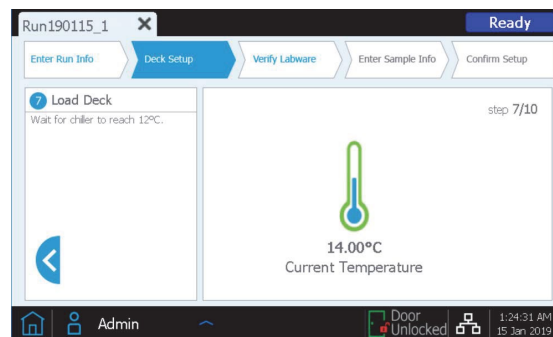 Run190115_1
Ready
Enter Run Info
Deck Setup
Verify Labware
Enter Sample Info
Confirm Setup
7 Load Deck
Wait for chiller to reach 12ºC.
step 7/10
14.00°C
Current Temperature
Admin
Door
Unlocked
1:24:31 AM
15 Jan 2019